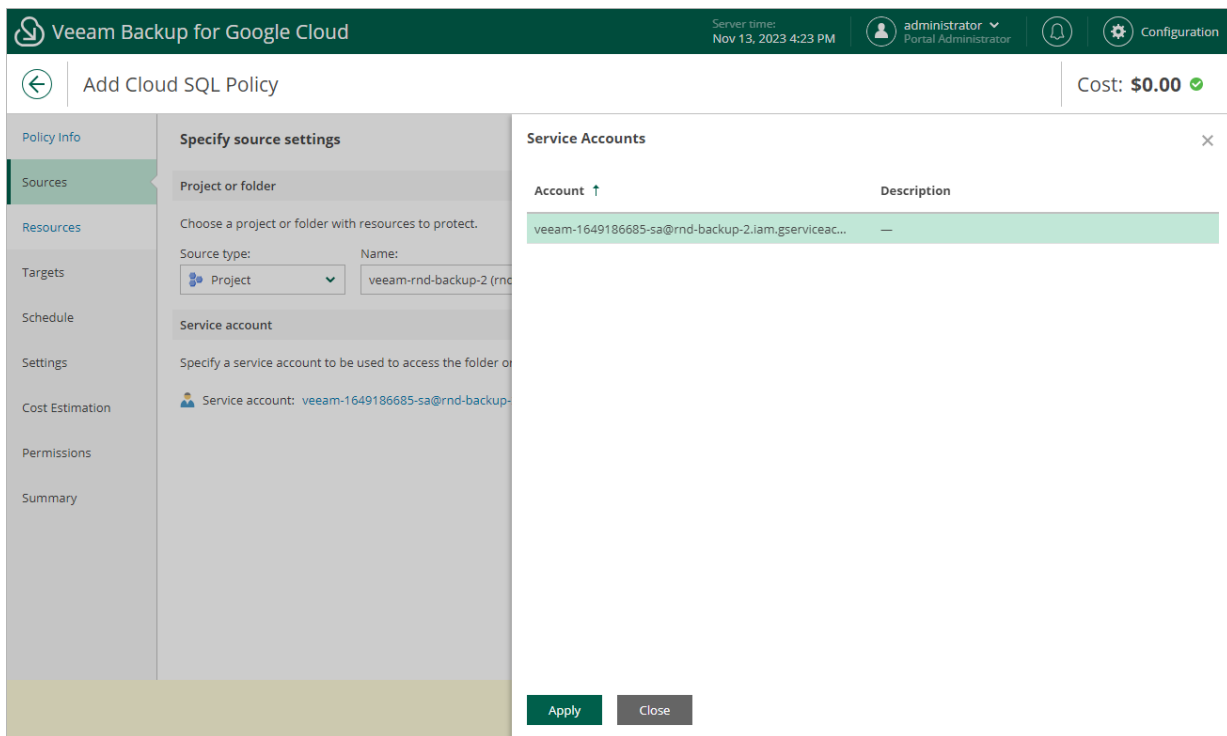 Veeam Backup for Google Cloud
Server time:
Nov 13, 2023 4:23 PM
administrator
Portal Administrator
Configuration
Add Cloud SQL Policy
Cost: $0.00
Policy Info
Sources
Resources
Targets
Schedule
Settings
Cost Estimation
Permissions
Summary
Specify source settings
Project or folder
Choose a project or folder with resources to protect.
Source type:
Name:
Project
veeam-rnd-backup-2 (rnd
Service account
Specify a service account to be used to access the folder or
Service account: veeam-1649186685-sa@rnd-backup-
Service Accounts
Account ↑
Description
veeam-1649186685-sa@rnd-backup-2.iam.gserviceac...
—
Apply
Close